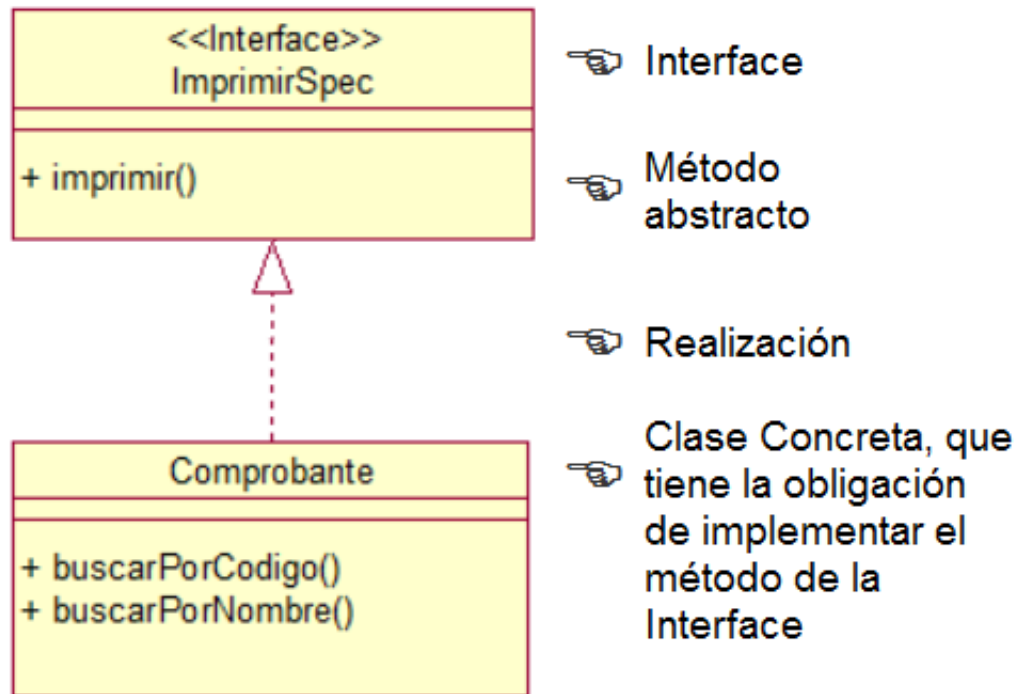 <<Interface>>
ImprimirSpec
+ imprimir()
Interface
Método
abstracto
Realización
Comprobante
+ buscarPorCodigo()
+ buscarPorNombre()
Clase Concreta, que
tiene la obligación
de implementar el
método de la
Interface